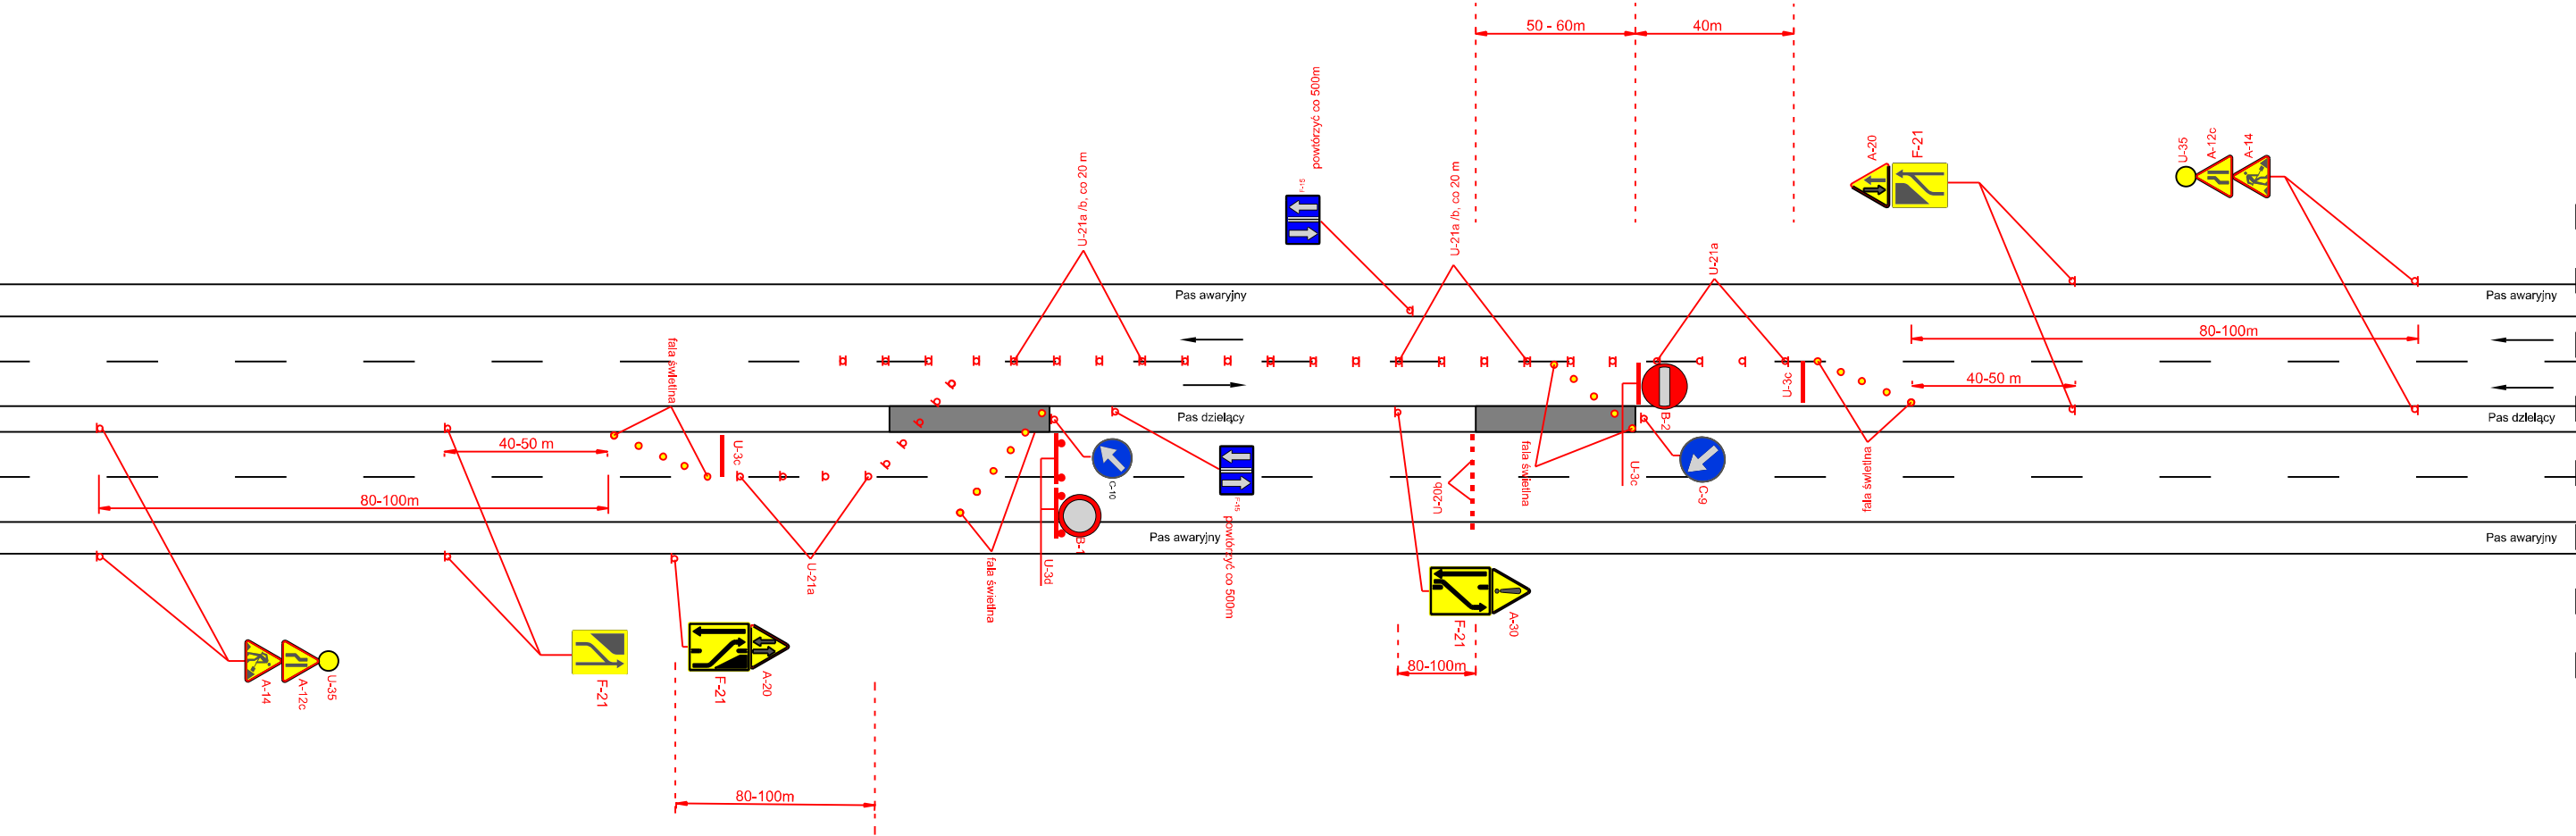 50 - 60m
40m
powtórzyć co 500m
F-15
U-21a /b, co 20 m
U-21a /b, co 20 m
U-21a
A-20
F-21
U-35
A-12c
A-14
Pas awaryjny
Pas awaryjny
80-100m
fala świetlna
U-3c
40-50 m
B-2
Pas dzielący
Pas dzielący
40-50 m
U-3c
C-10
F-15
U-20b
fala świetlna
U-3c
C-9
fala świetlna
80-100m
Pas awaryjny
Pas awaryjny
B-1
powtórzyć co 500m
U-21a
fala świetlna
U-3d
F-21
A-30
80-100m
A-14
A-12c
U-35
F-21
F-21
A-20
80-100m